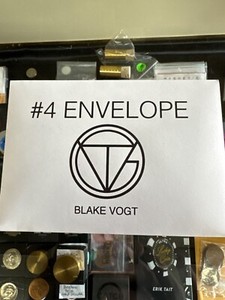 #4 ENVELOPE
BLAKE VOGT
ERIK TAIT